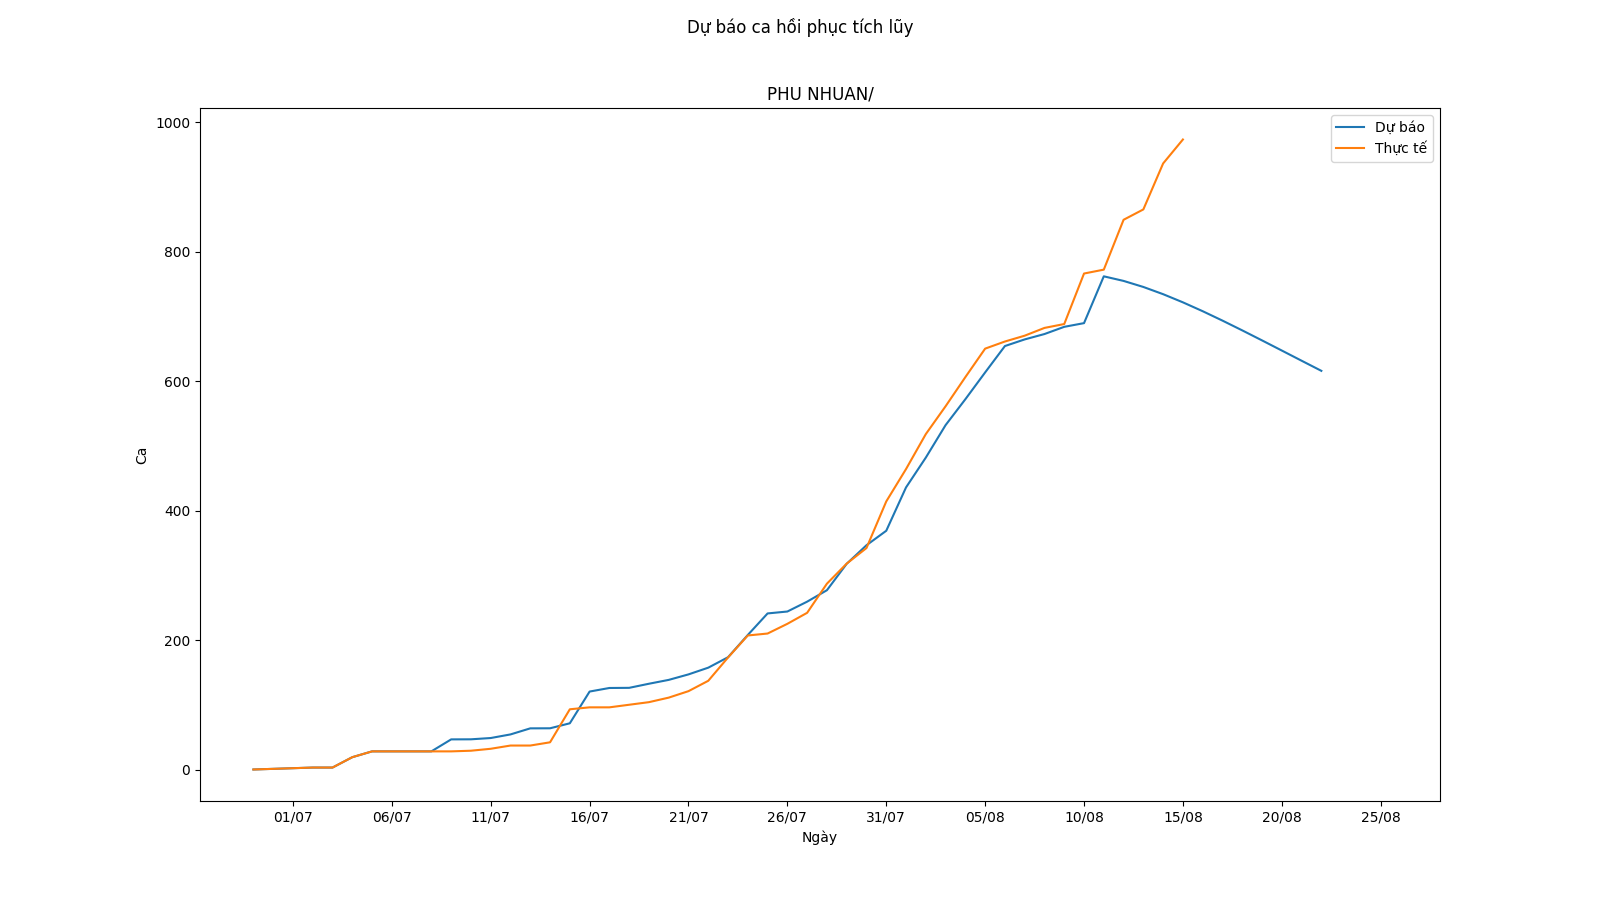 Dự báo ca hồi phục tích lũy
PHU NHUAN/
Dự báo
Thực tế
1000
800
600
400
200
0
Ca
01/07 06/07 11/07 16/07 21/07 26/07 31/07 05/08 10/08 15/08 20/08 25/08
Ngày